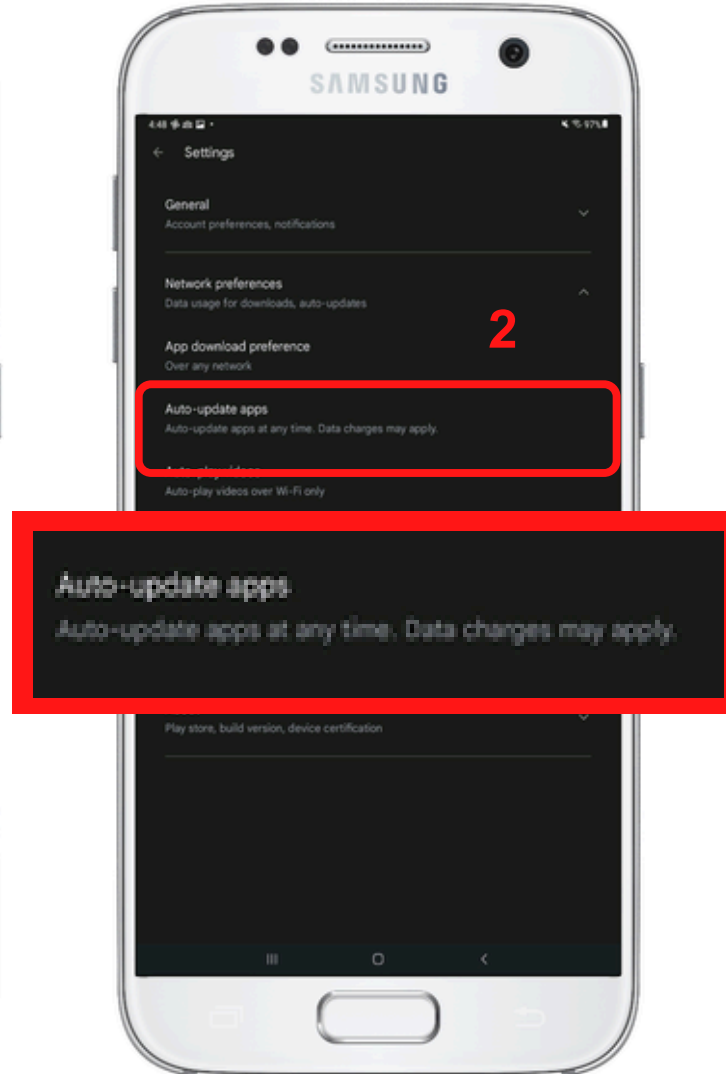 SAMSUNG
4:48
97%
← Settings
General
Account preferences, notifications
Network preferences
Data usage for downloads, auto-updates
2
App download preference
Over any network
Auto-update apps
Auto-update apps at any time. Data charges may apply.
Auto-play videos
Auto-play videos over Wi-Fi only
Auto-update apps
Auto-update apps at any time. Data charges may apply.
Play store, build version, device certification